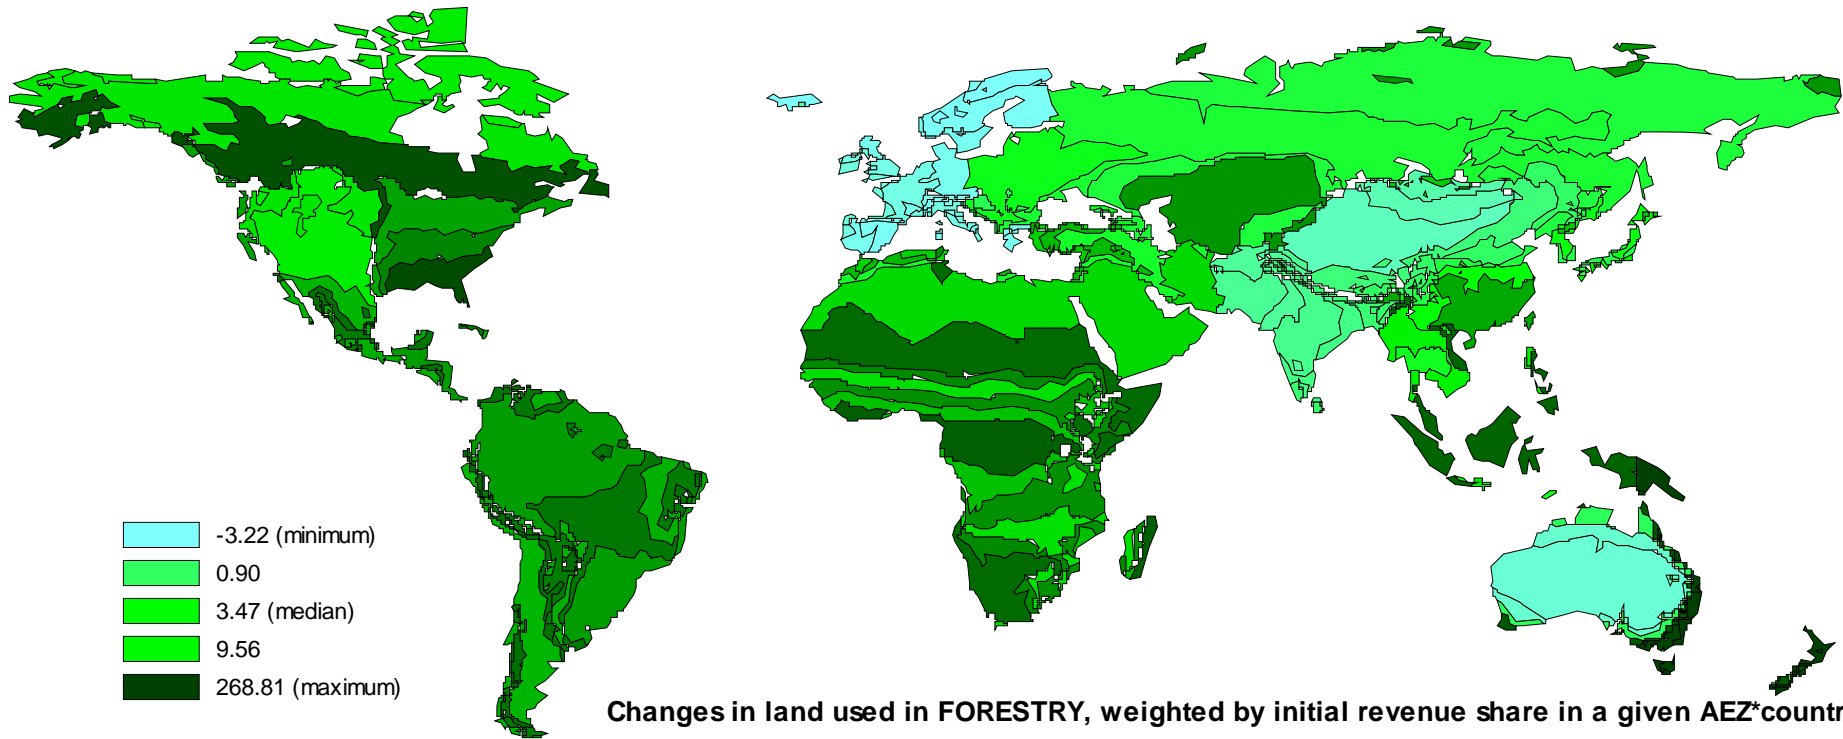 -3.22 (minimum)
0.90
3.47 (median)
9.56
268.81 (maximum)
Changes in land used in FORESTRY, weighted by initial revenue share in a given AEZ*countr